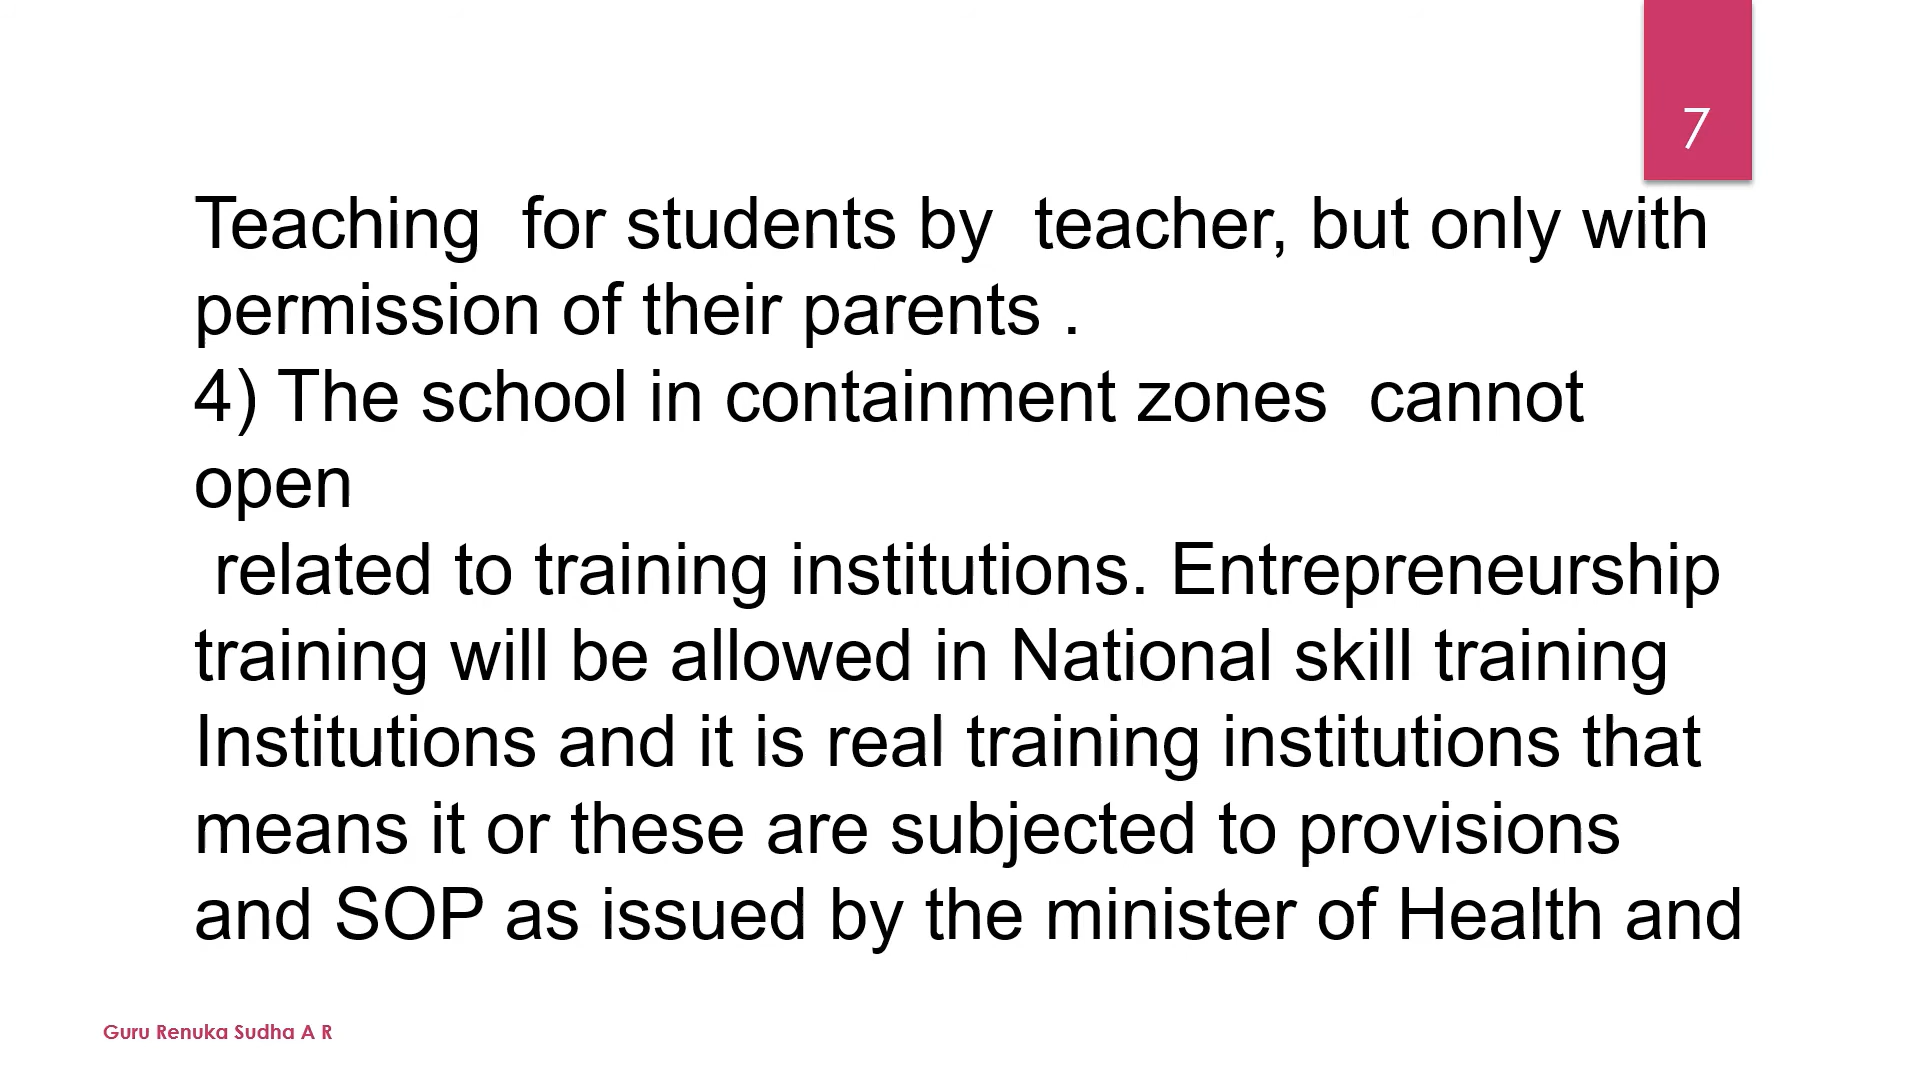 7
Teaching  for students by  teacher, but only with
permission of their parents .
4) The school in containment zones  cannot
open
 related to training institutions. Entrepreneurship
training will be allowed in National skill training
Institutions and it is real training institutions that
means it or these are subjected to provisions
and SOP as issued by the minister of Health and
Guru Renuka Sudha A R